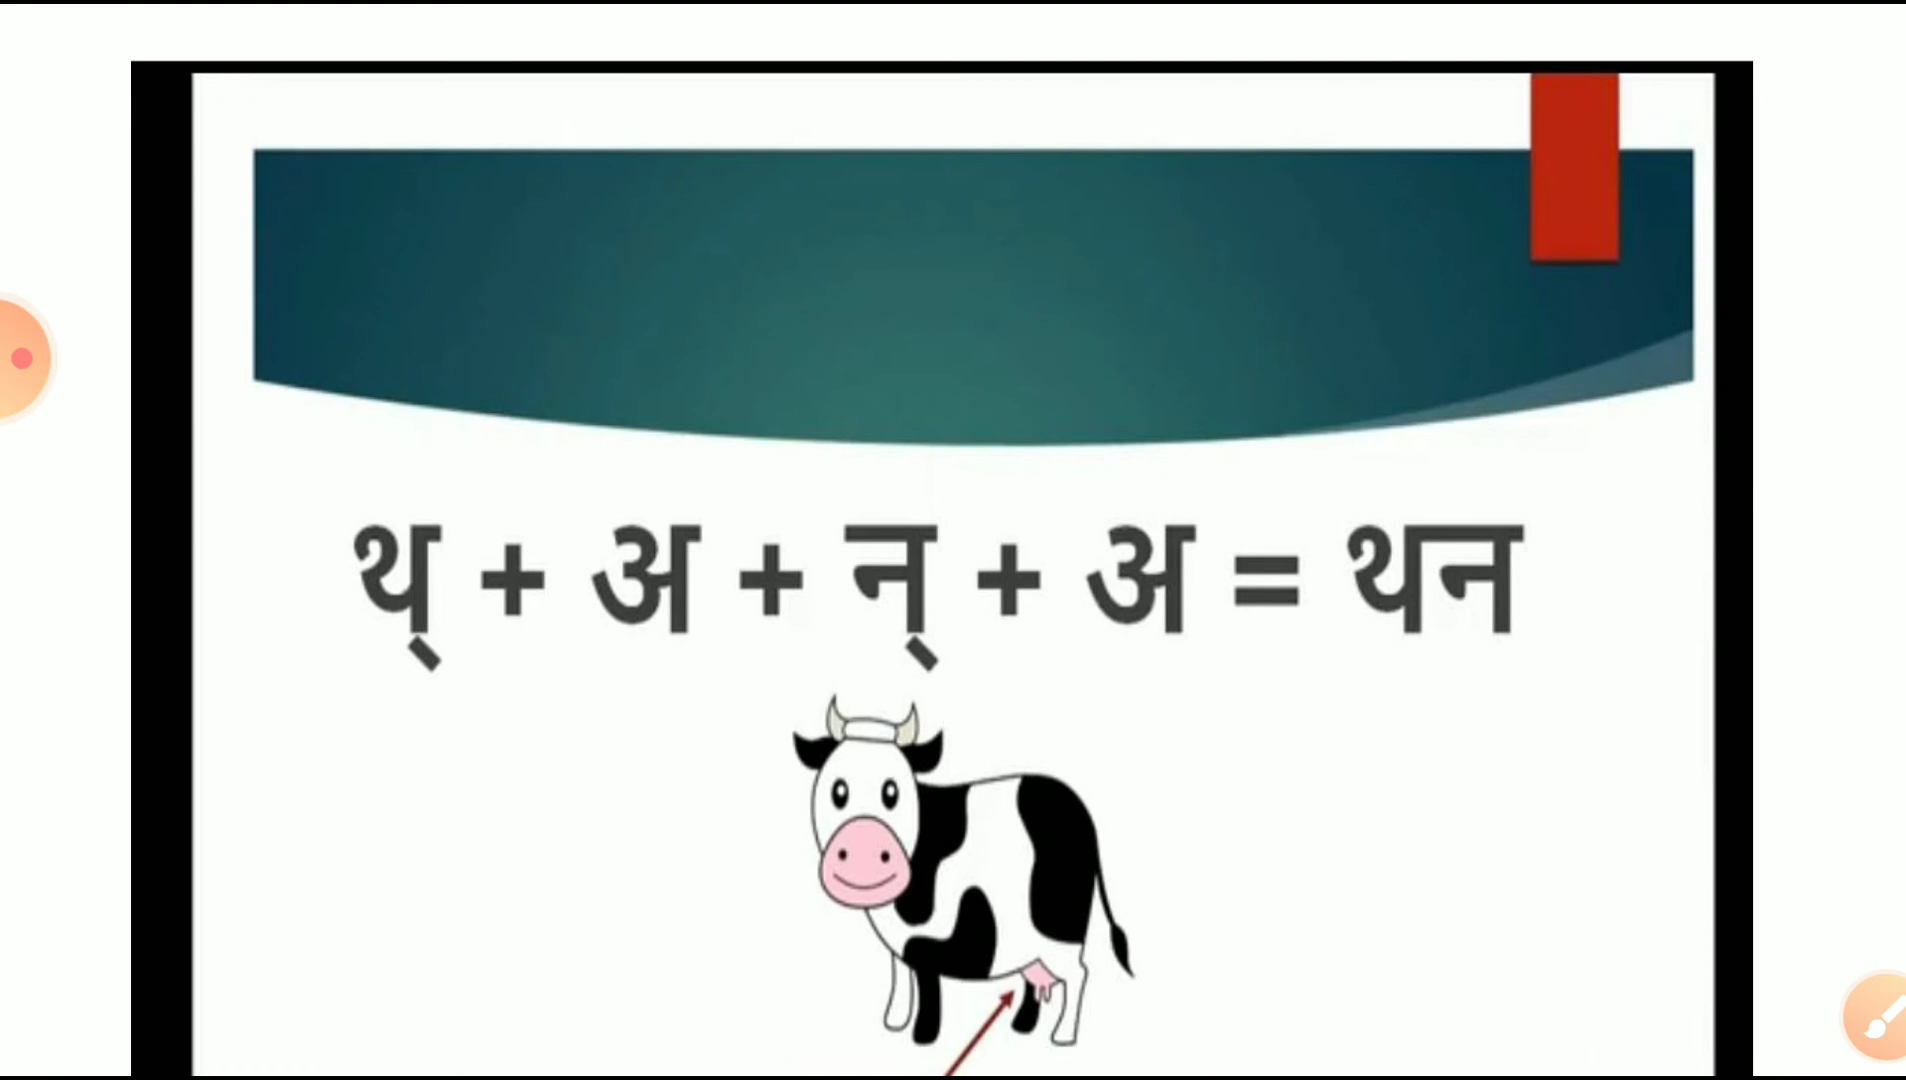 थ् + अ + न् + अ = थन